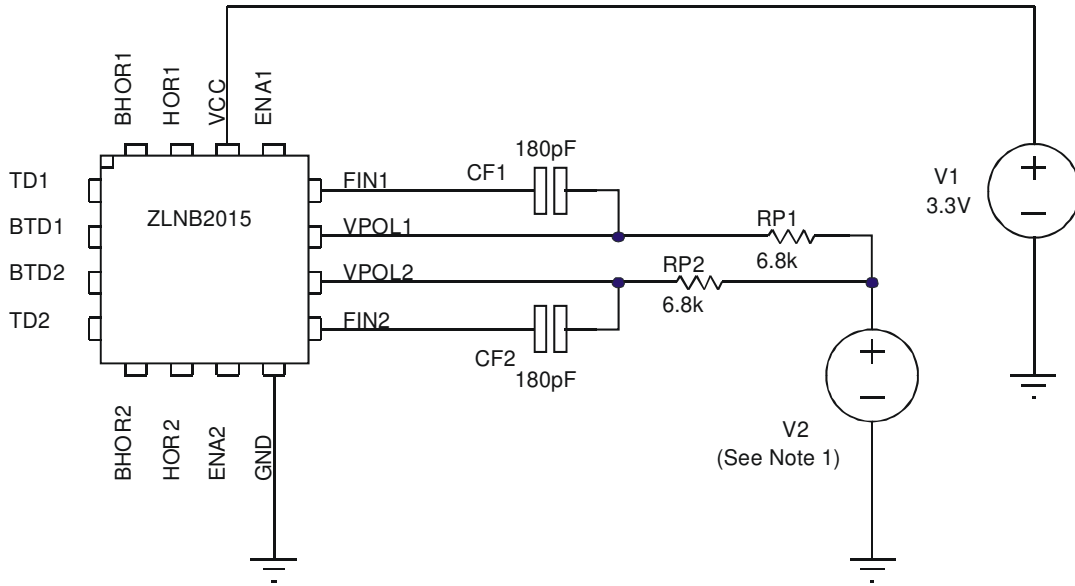 BHOR1
HOR1
VCC
ENA1
180pF
CF1
TD1
FIN1
V1
3.3V
ZLNB2015
BTD1
VPOL1
RP1
6.8k
BTD2
VPOL2
RP2
6.8k
TD2
FIN2
CF2
180pF
BHOR2
HOR2
ENA2
GND
V2
(See Note 1)